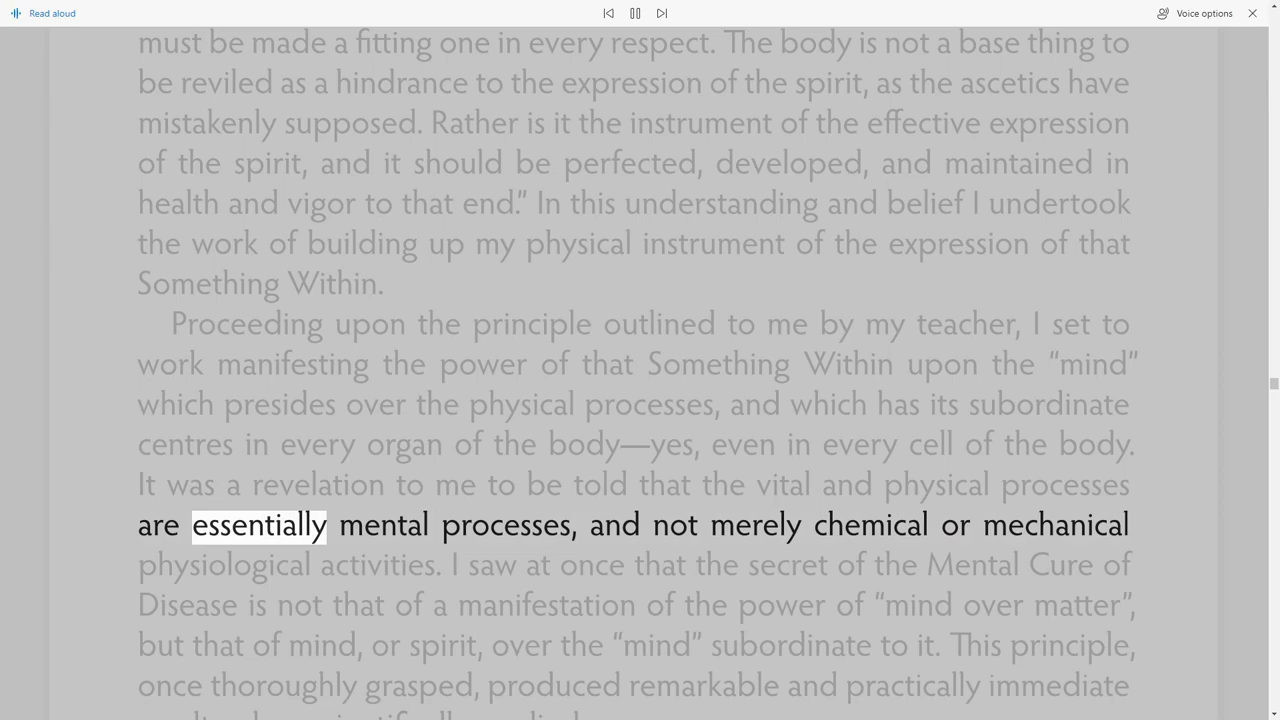 Read aloud
Voice options
must be made a fitting one in every respect. The body is not a base thing to
be reviled as a hindrance to the expression of the spirit, as the ascetics have
mistakenly supposed. Rather is it the instrument of the effective expression
of the spirit, and it should be perfected, developed, and maintained in
health and vigor to that end.” In this understanding and belief I undertook
the work of building up my physical instrument of the expression of that
Something Within.
Proceeding upon the principle outlined to me by my teacher, I set to
work manifesting the power of that Something Within upon the “mind”
which presides over the physical processes, and which has its subordinate
centres in every organ of the body—yes, even in every cell of the body.
It was a revelation to me to be told that the vital and physical processes
are essentially mental processes, and not merely chemical or mechanical
physiological activities. I saw at once that the secret of the Mental Cure of
Disease is not that of a manifestation of the power of “mind over matter”,
but that of mind, or spirit, over the “mind” subordinate to it. This principle,
once thoroughly grasped, produced remarkable and practically immediate